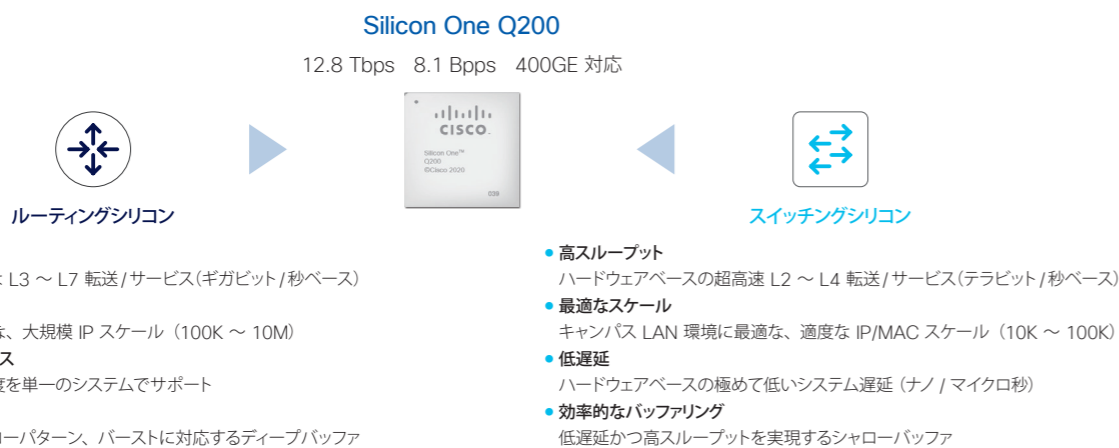 Silicon One Q200
12.8 Tbps 8.1 Bpps 400GE 対応
CISCO
Silicon One™
Q200
©Cisco 2020
039
ルーティングシリコン
L3 ～ L7 転送/サービス（ギガビット/秒ベース）
、大規模 IP スケール（100K ～ 10M）
ス
度を単一のシステムでサポート
ローパターン、バーストに対応するディープバッファ
スイッチングシリコン
• 高スループット
ハードウェアベースの超高速 L2 ～ L4 転送/サービス（テラビット/秒ベース）
• 最適なスケール
キャンパス LAN 環境に最適な、適度な IP/MAC スケール（10K ～ 100K）
• 低遅延
ハードウェアベースの極めて低いシステム遅延（ナノ / マイクロ秒）
• 効率的なバッファリング
低遅延かつ高スループットを実現するシャローバッファ